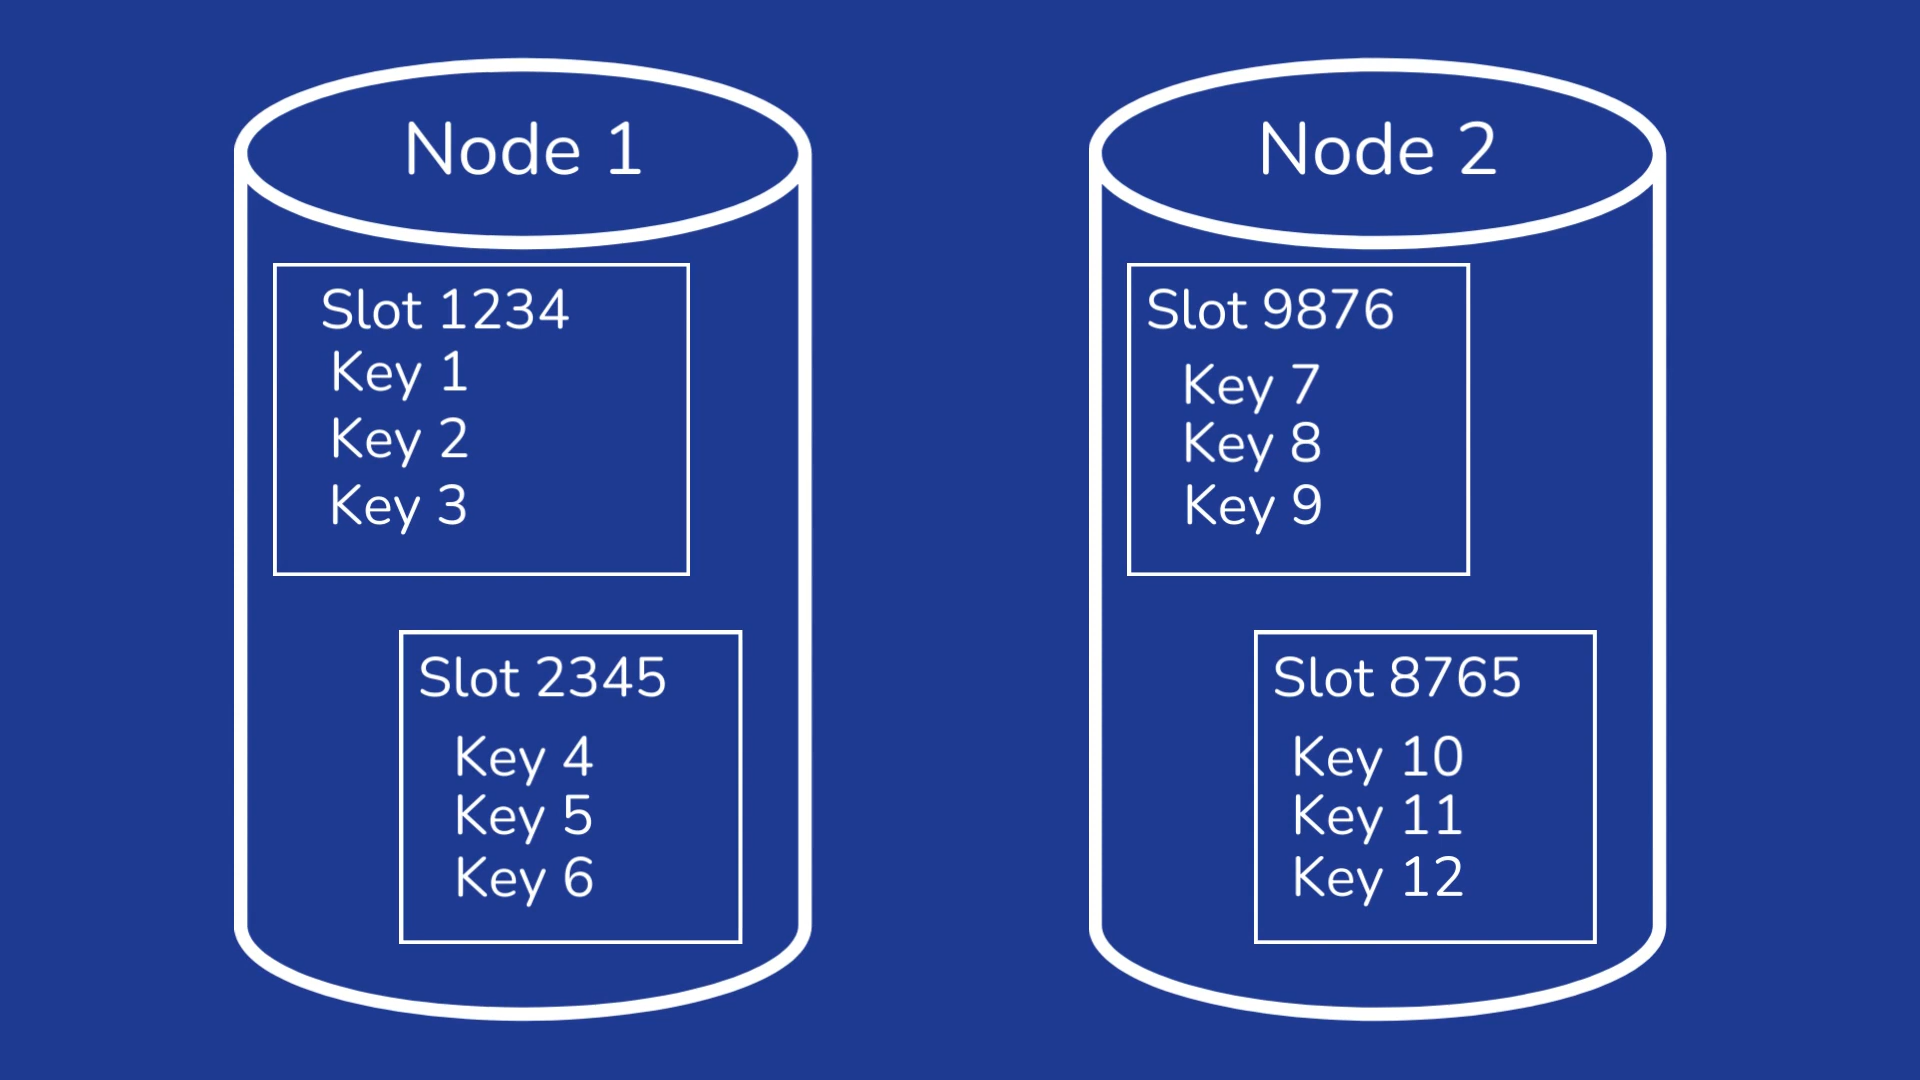 Node 1
Slot 1234
Key 1
Key 2
Key 3
Slot 2345
Key 4
Key 5
Key 6
Node 2
Slot 9876
Key 7
Key 8
Key 9
Slot 8765
Key 10
Key 11
Key 12